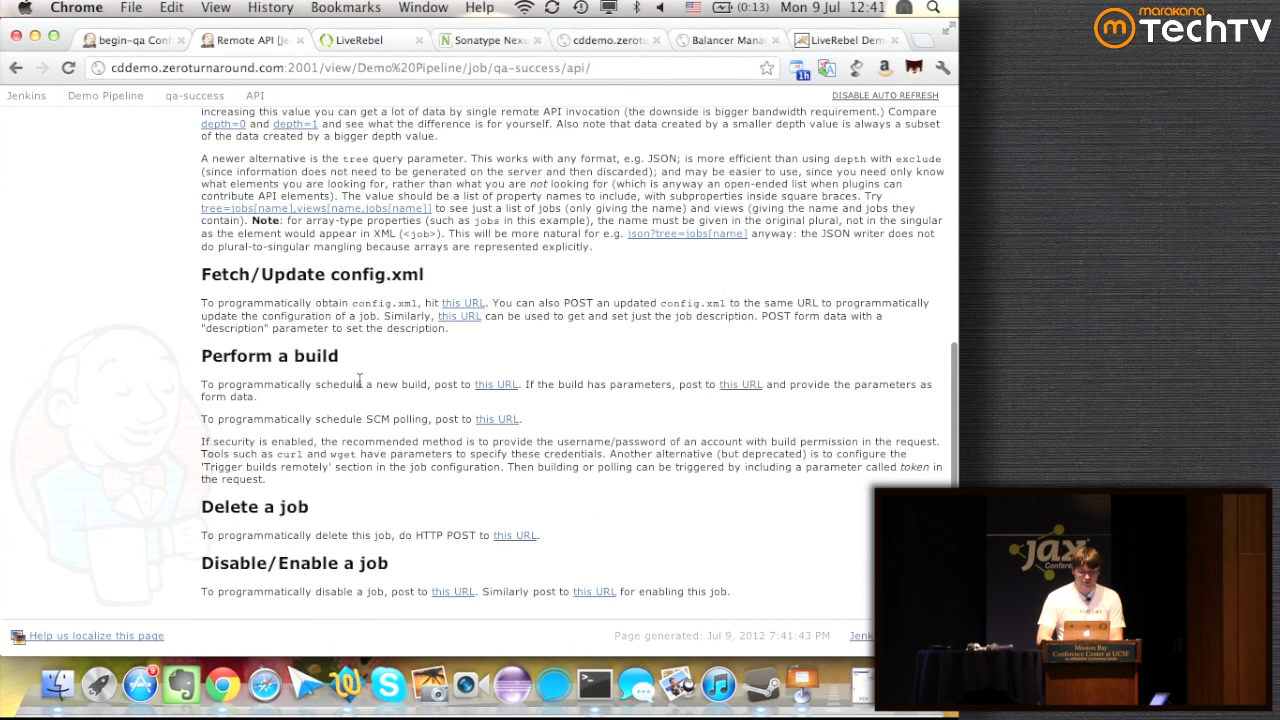 Chrome File Edit View History Bookmarks Window Help (0:13) Mon 9 Jul 12:41
marakana
TechTV
begin-qa Conf
Remote API [Je
LiveRebel
Sonatype Nexu
cddemo.zerotu
Balancer Mana
LiveRebel Dem
cddemo.zeroturnaround.com:2001/view/Demo%20Pipeline/job/qa-success/api/
1h
Jenkins Demo Pipeline qa-success API DISABLE AUTO REFRESH
increasing this value you can get a lot of data by single remote API invocation (the downside is bigger bandwidth requirement.) Compare
depth=0 and depth=1 and see what the difference is for yourself. Also note that data created by a smaller depth value is always a subset
of the data created by a bigger depth value.
A newer alternative is the tree query parameter. This works with any format, e.g. JSON; is more efficient than using depth with exclude
(since information does not need to be generated on the server and then discarded); and may be easier to use, since you need only know
what elements you are looking for, rather than what you are not looking for (which is anyway an open-ended list when plugins can
contribute API elements). The value should be a list of property names to include, with subproperties inside square braces. Try
tree=jobs[name],views[name,jobs[name]] to see just a list of jobs (only giving the name) and views (giving the name and jobs they
contain). Note: for array-type properties (such as jobs in this example), the name must be given in the original plural, not in the singular
as the element would appear in XML (<job>). This will be more natural for e.g. json?tree=jobs[name] anyway: the JSON writer does not
do plural-to-singular mangling because arrays are represented explicitly.
Fetch/Update config.xml
To programmatically obtain config.xml, hit this URL. You can also POST an updated config.xml to the same URL to programmatically
update the configuration of a job. Similarly, this URL can be used to get and set just the job description. POST form data with a
"description" parameter to set the description.
Perform a build
To programmatically schedule a new build, post to this URL. If the build has parameters, post to this URL and provide the parameters as
form data.
To programmatically schedule SCM polling, post to this URL.
If security is enabled, the recommended method is to provide the username/password of an account with build permission in the request.
Tools such as curl and wget have parameters to specify these credentials. Another alternative (but deprecated) is to configure the
'Trigger builds remotely' section in the job configuration. Then building or polling can be triggered by including a parameter called token in
the request.
Delete a job
To programmatically delete this job, do HTTP POST to this URL.
Disable/Enable a job
To programmatically disable a job, post to this URL. Similarly post to this URL for enabling this job.
Help us localize this page Page generated: Jul 9, 2012 7:41:43 PM Jenk
jax
Conference
Mission Bay
Conference Center at UCSF